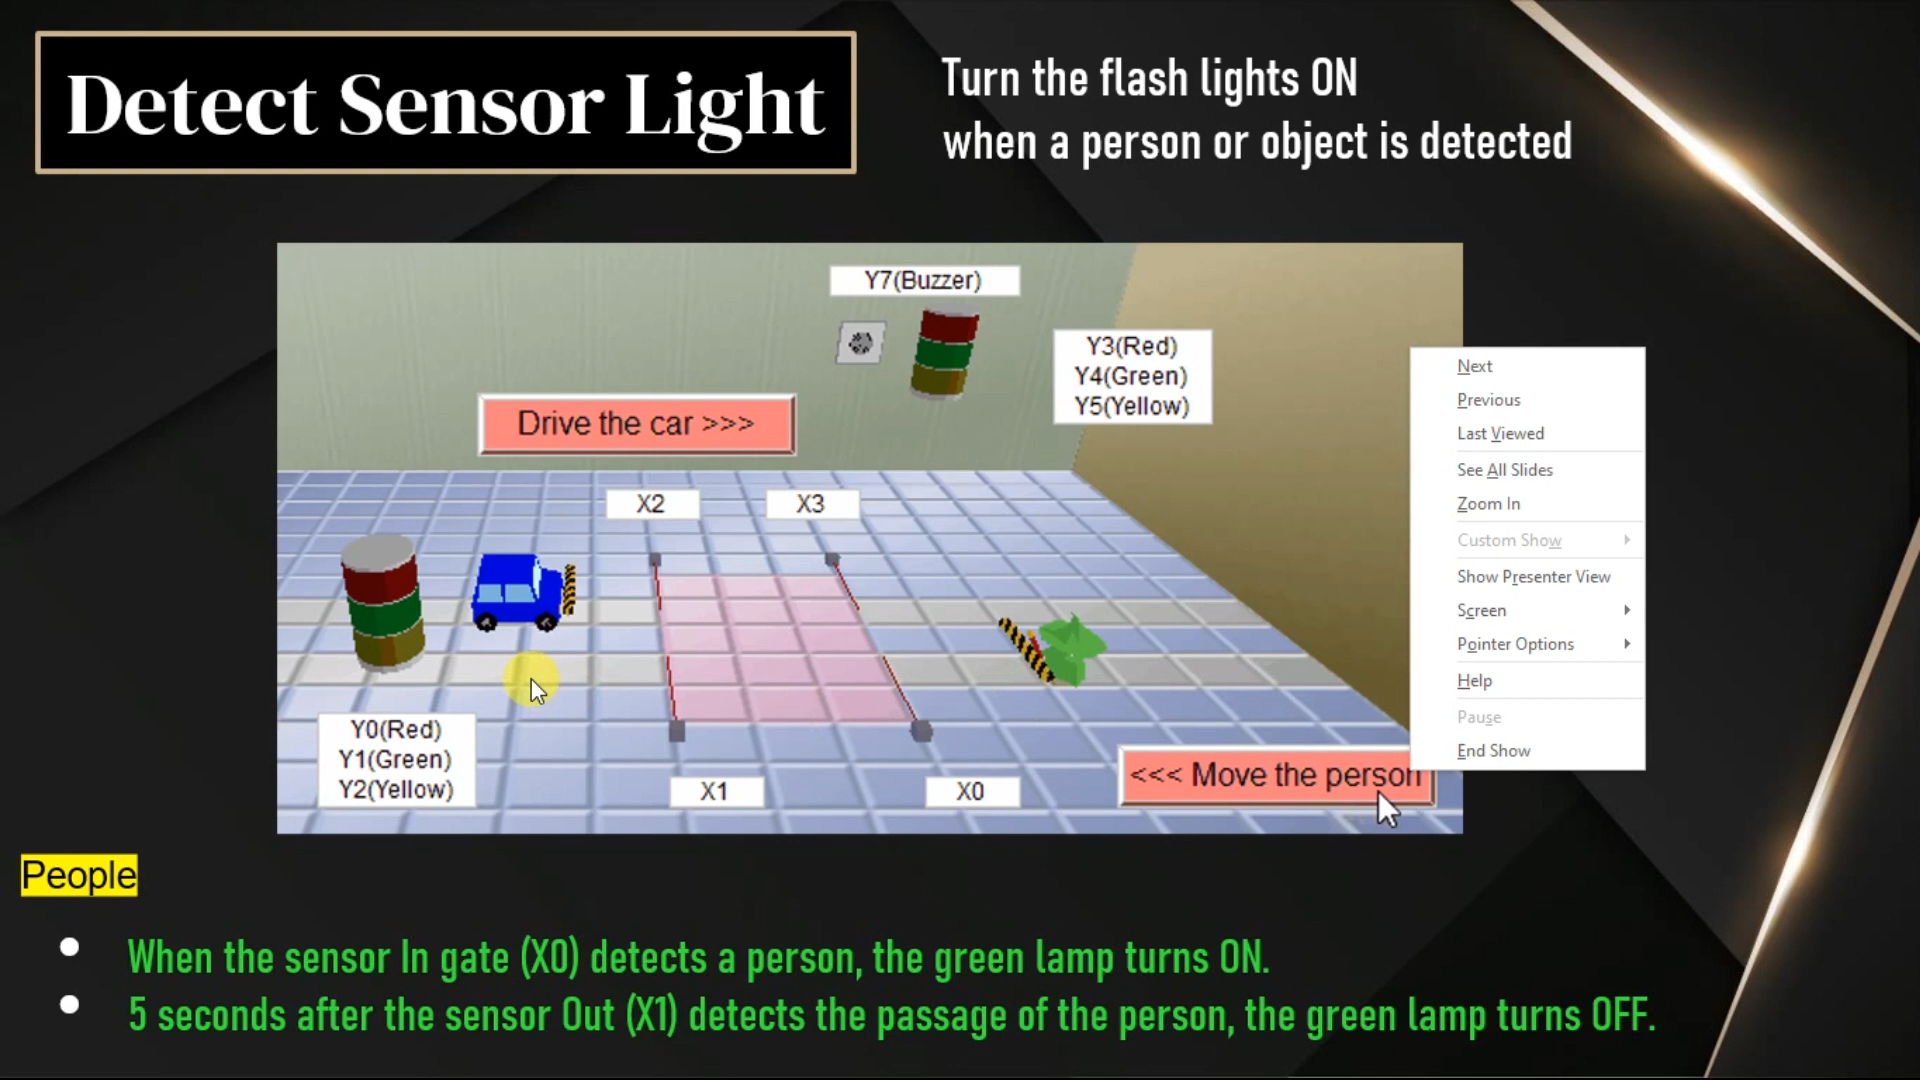 Detect Sensor Light
Turn the flash lights ON
when a person or object is detected
Y7(Buzzer)
Y3(Red)
Y4(Green)
Y5(Yellow)
Drive the car >>>
X2
X3
Y0(Red)
Y1(Green)
Y2(Yellow)
X1
X0
<<< Move the person
Next
Previous
Last Viewed
See All Slides
Zoom In
Custom Show
Show Presenter View
Screen
Pointer Options
Help
Pause
End Show
People
When the sensor In gate (X0) detects a person, the green lamp turns ON.
5 seconds after the sensor Out (X1) detects the passage of the person, the green lamp turns OFF.